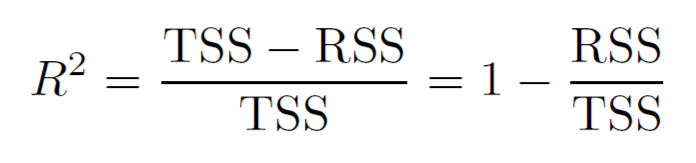 R² = (TSS − RSS) / TSS = 1 − RSS / TSS